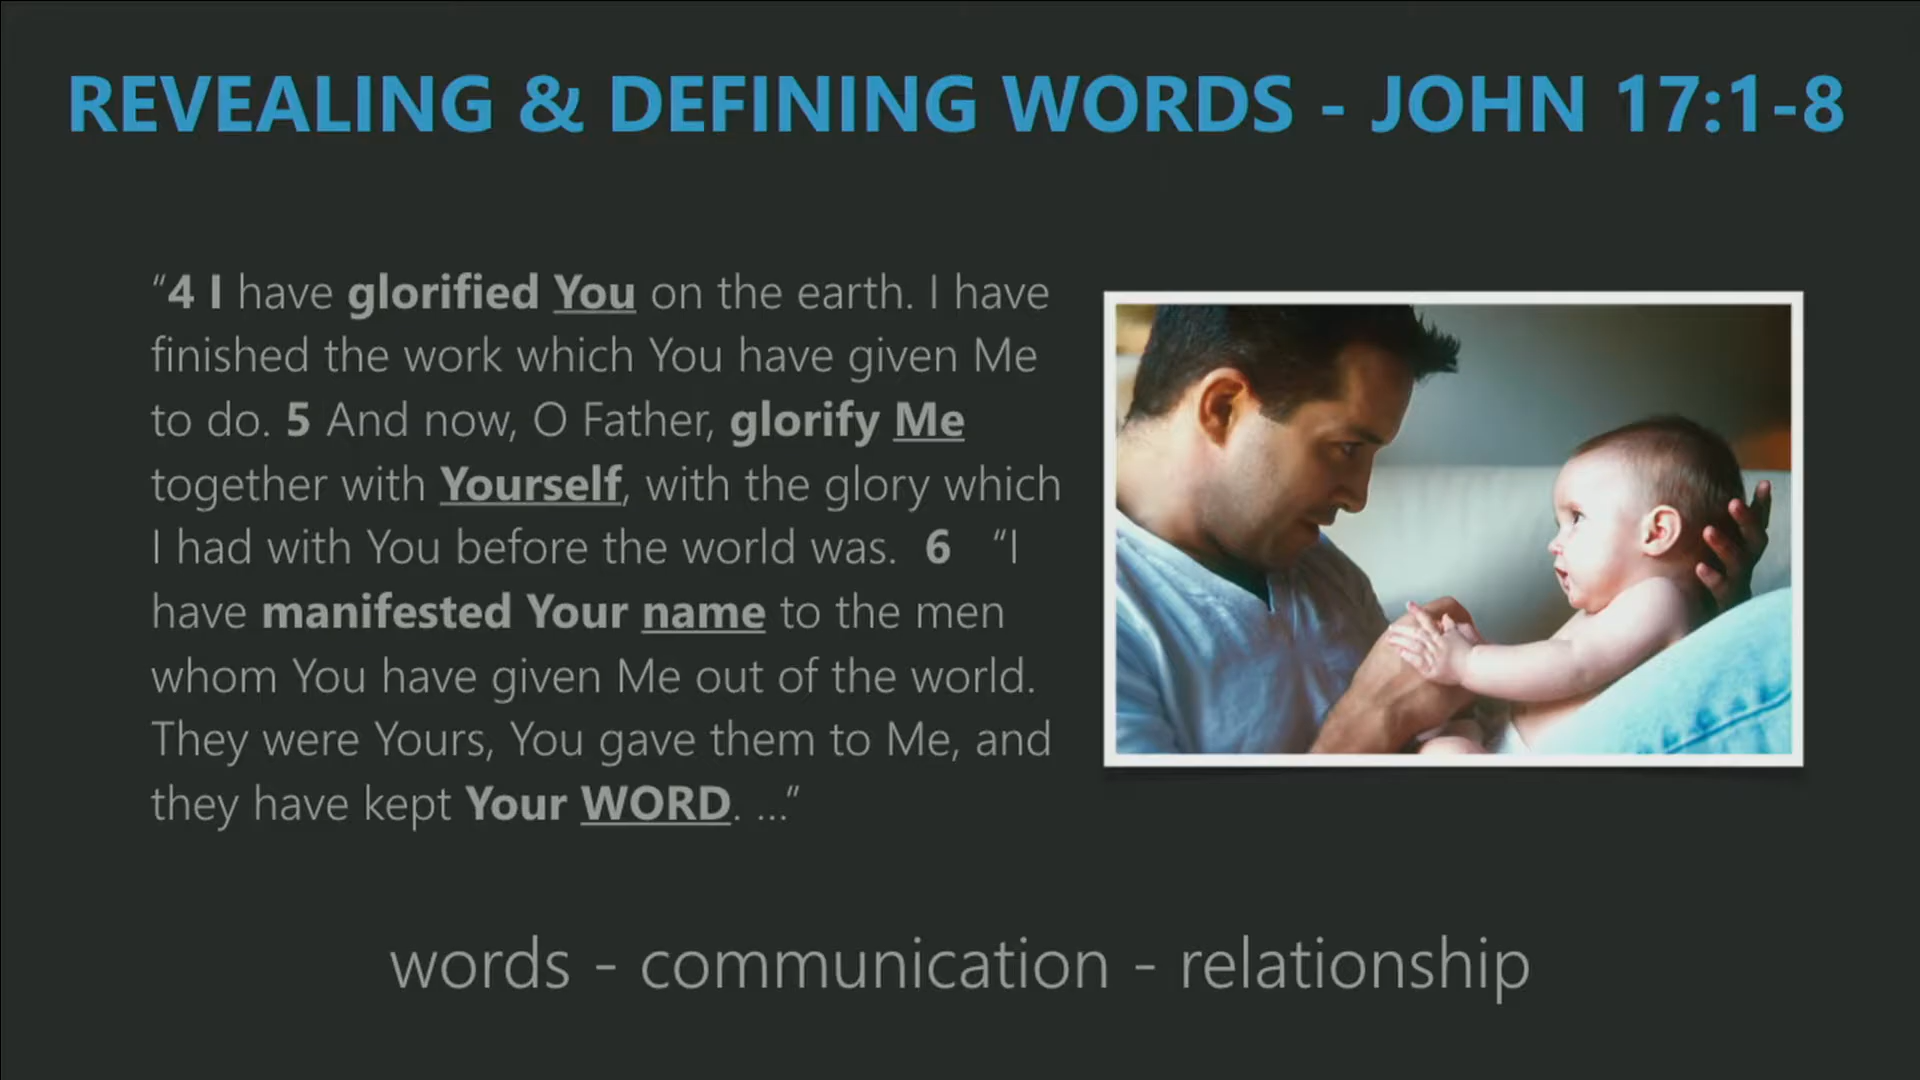 REVEALING & DEFINING WORDS - JOHN 17:1-8
“4 I have glorified You on the earth. I have
finished the work which You have given Me
to do. 5 And now, O Father, glorify Me
together with Yourself, with the glory which
I had with You before the world was. 6 “I
have manifested Your name to the men
whom You have given Me out of the world.
They were Yours, You gave them to Me, and
they have kept Your WORD. ...”
words - communication - relationship